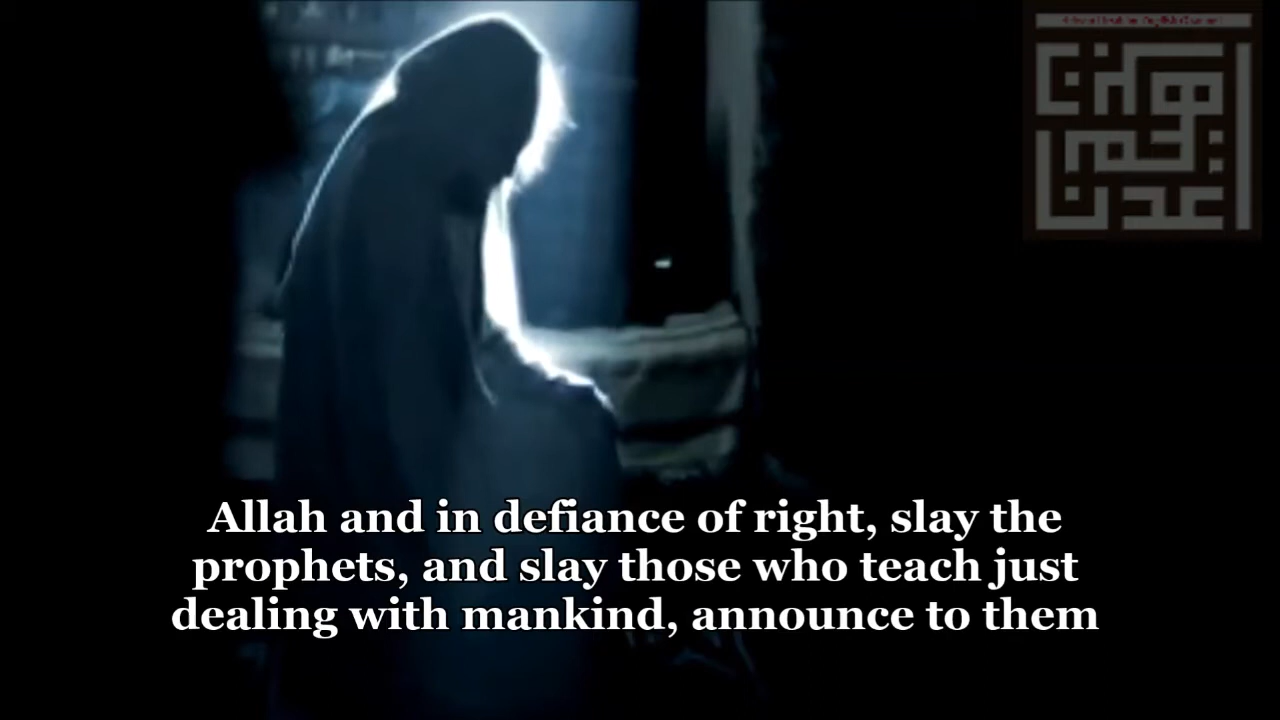 Allah and in defiance of right, slay the
prophets, and slay those who teach just
dealing with mankind, announce to them